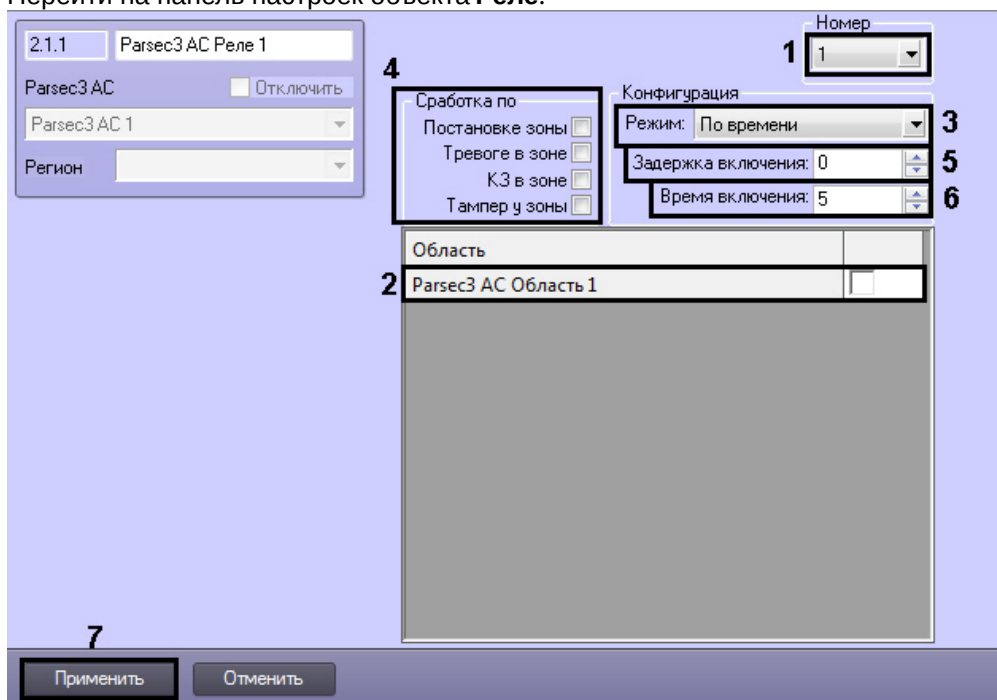 Перейти на панель настроек объекта Реле.
2.1.1 Parsec3 AC Реле 1
Parsec3 AC Отключить
Parsec3 AC 1
Регион
Номер
1 1
4
Сработка по
Постановке зоны
Тревоге в зоне
КЗ в зоне
Тампер у зоны
Конфигурация
Режим: По времени 3
Задержка включения: 0 5
Время включения: 5 6
Область
2 Parsec3 AC Область 1
7
Применить Отменить